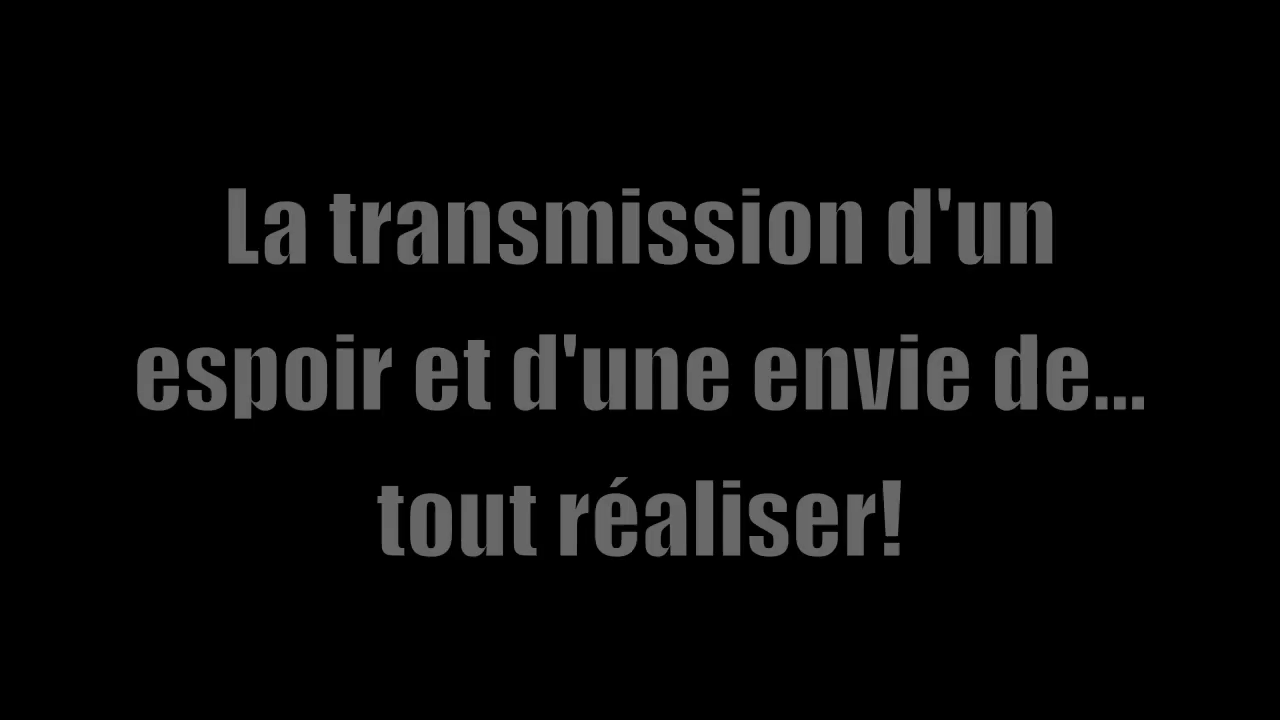 La transmission d'un
espoir et d'une envie de...
tout réaliser!